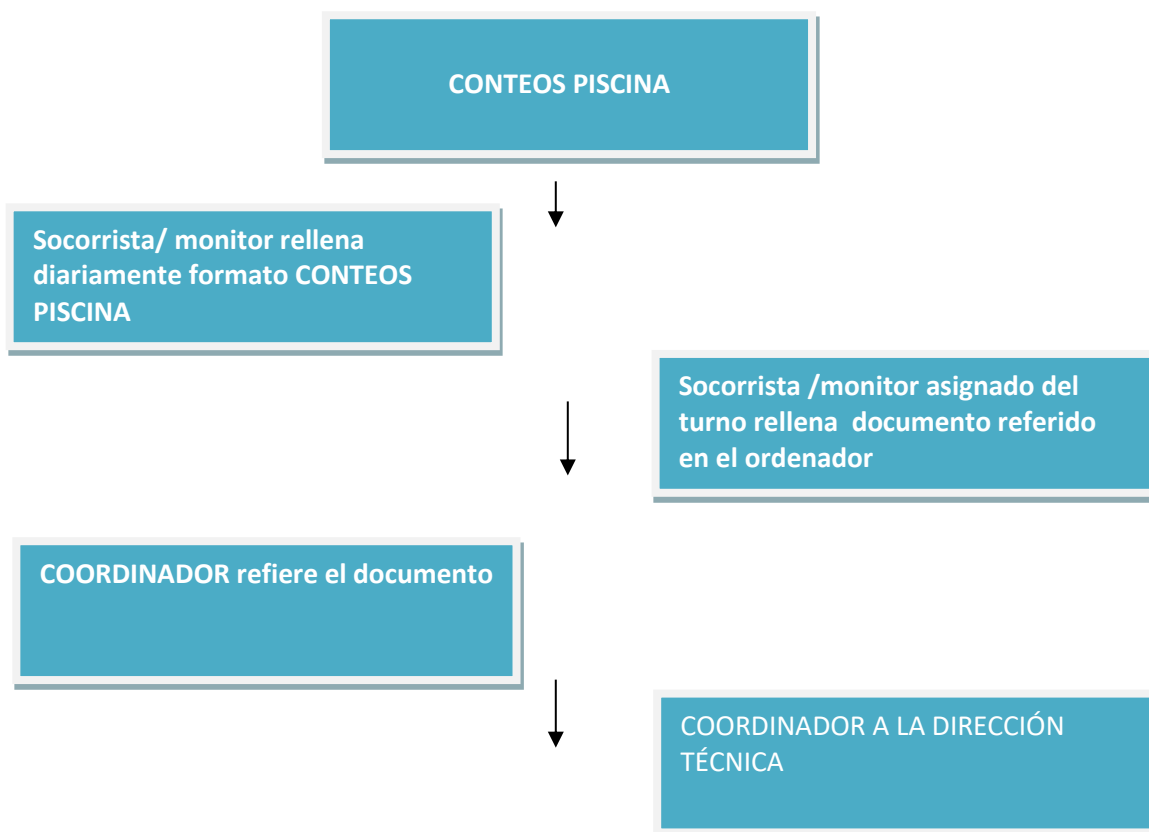 CONTEOS PISCINA
Socorrista/ monitor rellena
diariamente formato CONTEOS
PISCINA
Socorrista /monitor asignado del
turno rellena documento referido
en el ordenador
COORDINADOR refiere el documento
COORDINADOR A LA DIRECCIÓN
TÉCNICA